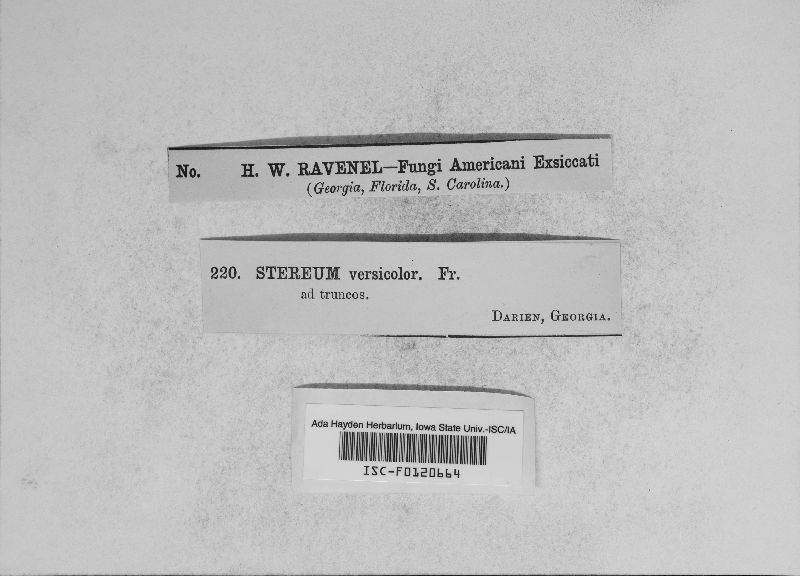 No. H. W. RAVENEL—Fungi Americani Exsiccati
(Georgia, Florida, S. Carolina.)
220. STEREUM versicolor. Fr.
ad truncos.
DARIEN, GEORGIA.
Ada Hayden Herbarium, Iowa State Univ.-ISC/IA
ISC-F0120664